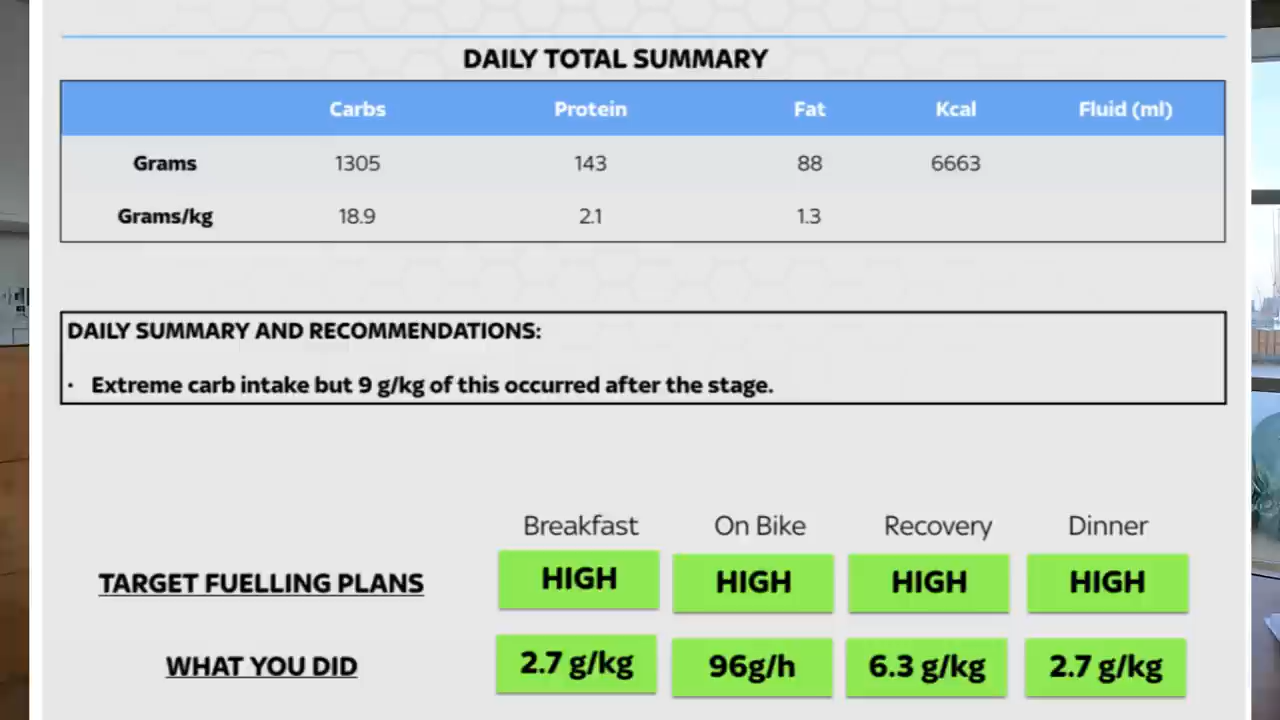 DAILY TOTAL SUMMARY
Carbs Protein Fat Kcal Fluid (ml)
Grams 1305 143 88 6663
Grams/kg 18.9 2.1 1.3
DAILY SUMMARY AND RECOMMENDATIONS:
· Extreme carb intake but 9 g/kg of this occurred after the stage.
Breakfast On Bike Recovery Dinner
TARGET FUELLING PLANS HIGH HIGH HIGH HIGH
WHAT YOU DID 2.7 g/kg 96g/h 6.3 g/kg 2.7 g/kg